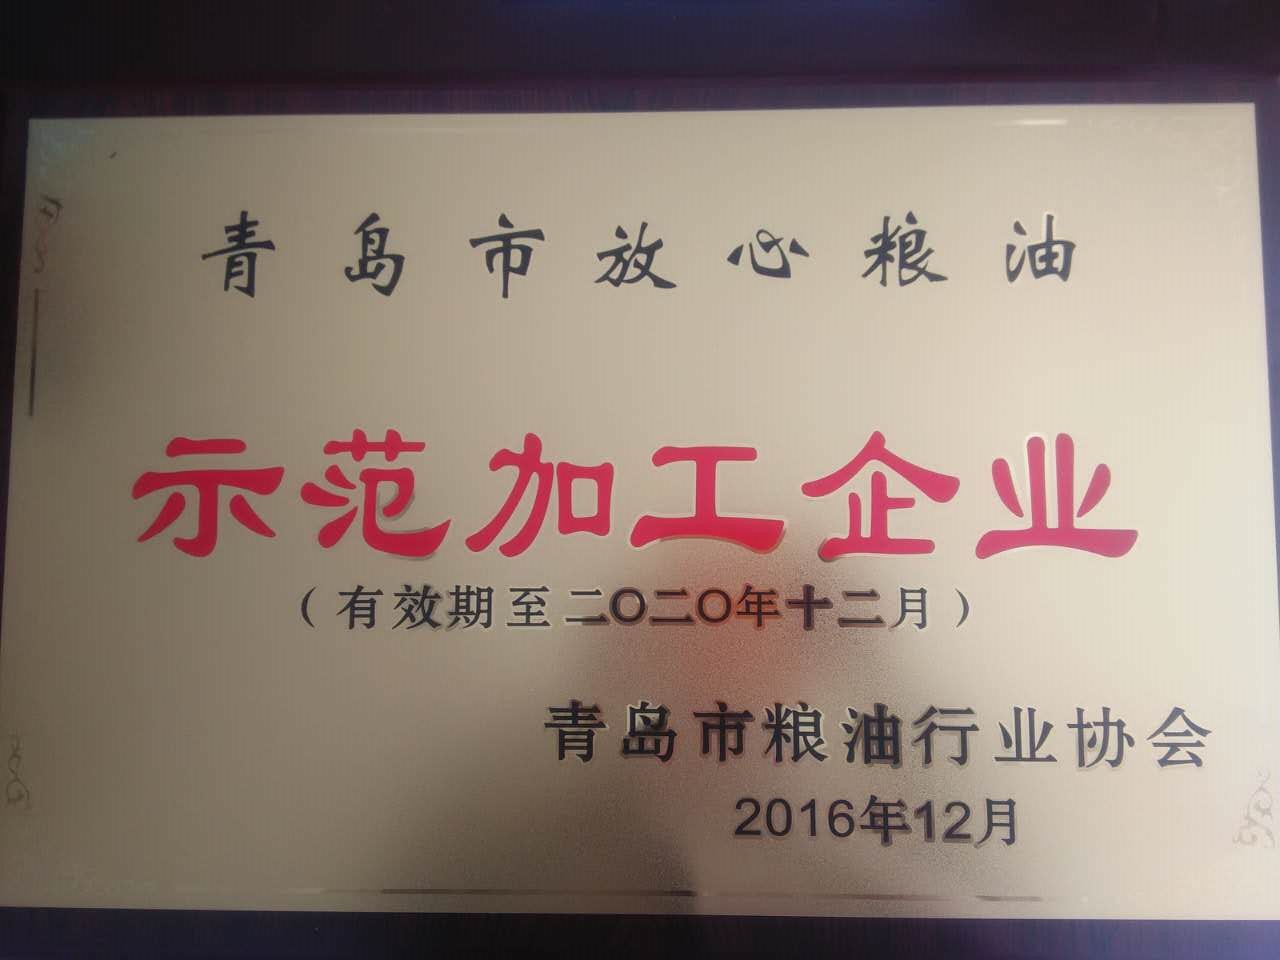 青岛市放心粮油
示范加工企业
（有效期至二〇二〇年十二月）
青岛市粮油行业协会
2016年12月